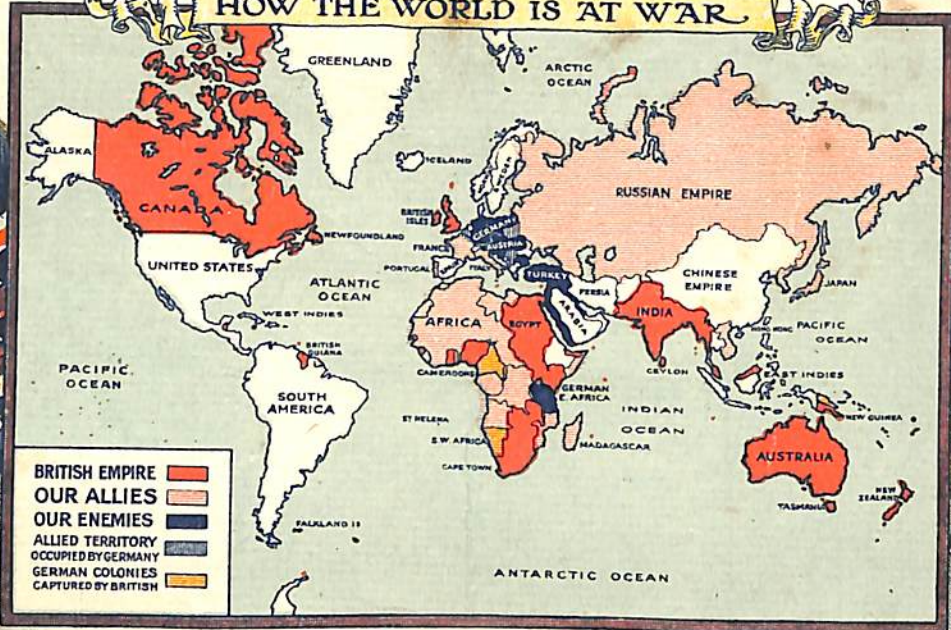 HOW THE WORLD IS AT WAR
GREENLAND
ARCTIC
OCEAN
ALASKA
ICELAND
CANADA
RUSSIAN EMPIRE
BRITISH
ISLES
GERMANY
NEWFOUNDLAND
FRANCE
AUSTRIA
UNITED STATES
PORTUGAL
SPAIN
ITALY
TURKEY
CHINESE
EMPIRE
PERSIA
JAPAN
ATLANTIC
OCEAN
ARABIA
WEST INDIES
AFRICA
EGYPT
INDIA
HONG KONG
PACIFIC
OCEAN
BRITISH
GUIANA
CAMEROONS
CEYLON
EAST INDIES
PACIFIC
OCEAN
GERMAN
E. AFRICA
SOUTH
AMERICA
ST HELENA
INDIAN
OCEAN
NEW GUINEA
S.W. AFRICA
MADAGASCAR
CAPE TOWN
AUSTRALIA
TASMANIA
NEW
ZEALAND
FALKLAND IS
ANTARCTIC OCEAN
BRITISH EMPIRE
OUR ALLIES
OUR ENEMIES
ALLIED TERRITORY
OCCUPIED BY GERMANY
GERMAN COLONIES
CAPTURED BY BRITISH